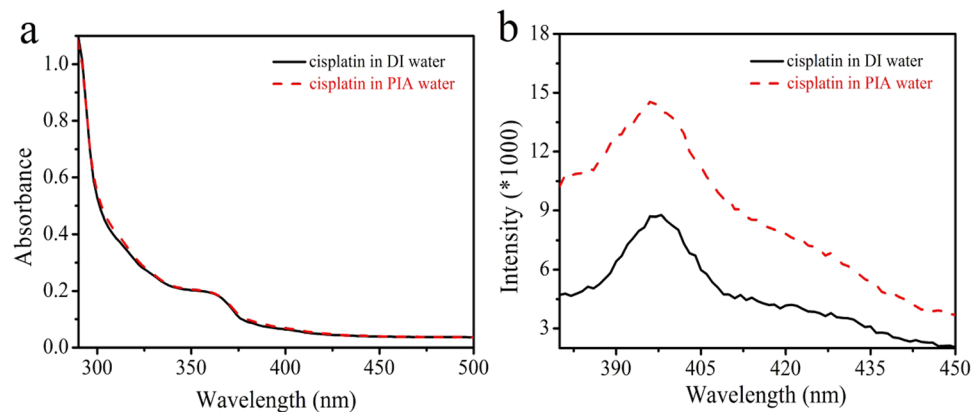 a
cisplatin in DI water
cisplatin in PIA water
Absorbance
1.0
0.8
0.6
0.4
0.2
0.0
300
350
400
450
500
Wavelength (nm)
b
cisplatin in DI water
cisplatin in PIA water
Intensity (*1000)
18
15
12
9
6
3
390
405
420
435
450
Wavelength (nm)